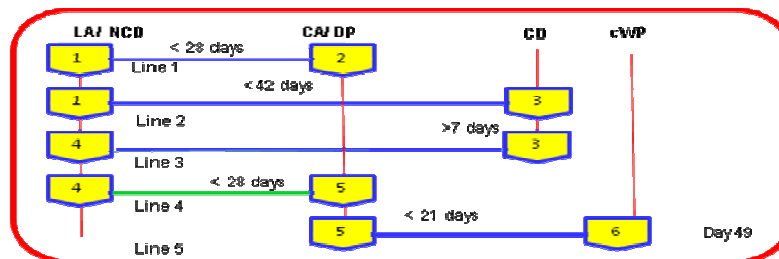 LA/ NCD CA/DP CD cWP
< 28 days
1 2
Line 1
<42 days
1 3
Line 2
>7 days
4 3
Line 3
< 28 days
4 5
Line 4
< 21 days
5 6 Day 49
Line 5